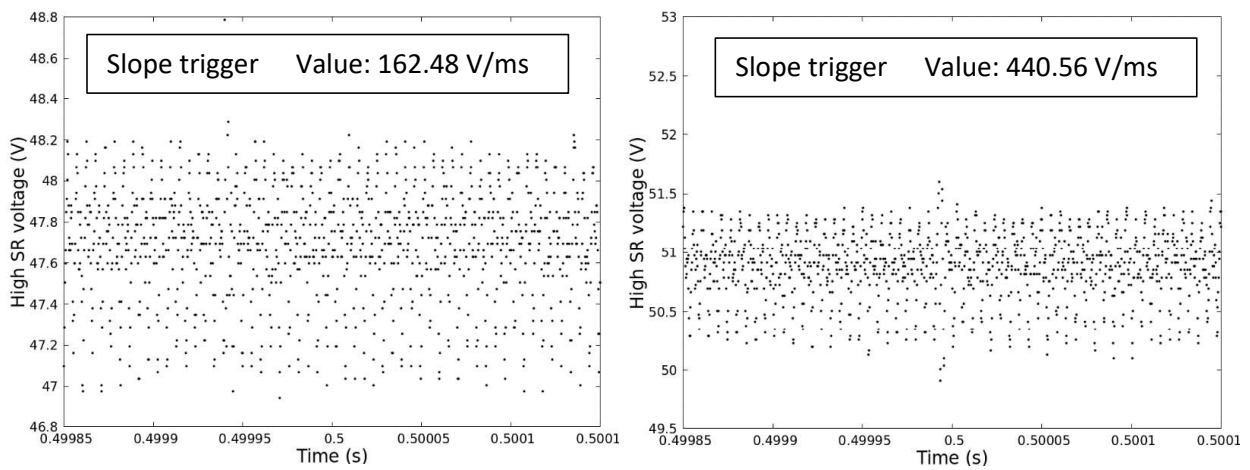 48.8
Slope trigger Value: 162.48 V/ms
48.6
48.4
48.2
48
47.8
47.6
47.4
47.2
47
46.8
High SR voltage (V)
0.49985 0.4999 0.49995 0.5 0.50005 0.5001 0.5001
Time (s)
53
Slope trigger Value: 440.56 V/ms
52.5
52
51.5
51
50.5
50
49.5
High SR voltage (V)
0.49985 0.4999 0.49995 0.5 0.50005 0.5001 0.5001
Time (s)